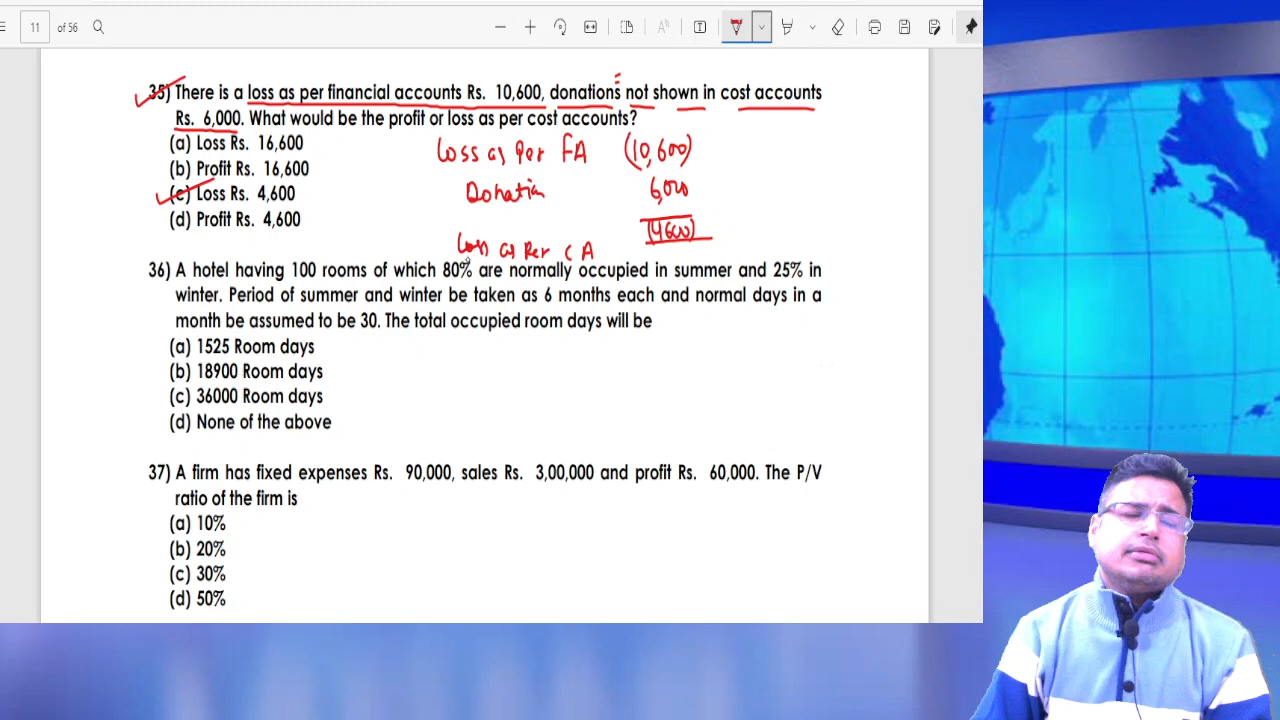 11 of 56
35) There is a loss as per financial accounts Rs. 10,600, donations not shown in cost accounts
Rs. 6,000. What would be the profit or loss as per cost accounts?
(a) Loss Rs. 16,600
(b) Profit Rs. 16,600
(c) Loss Rs. 4,600
(d) Profit Rs. 4,600
Loss as Per FA (10,600)
Donation 6,000
(4600)
Loss as Per CA
36) A hotel having 100 rooms of which 80% are normally occupied in summer and 25% in
winter. Period of summer and winter be taken as 6 months each and normal days in a
month be assumed to be 30. The total occupied room days will be
(a) 1525 Room days
(b) 18900 Room days
(c) 36000 Room days
(d) None of the above
37) A firm has fixed expenses Rs. 90,000, sales Rs. 3,00,000 and profit Rs. 60,000. The P/V
ratio of the firm is
(a) 10%
(b) 20%
(c) 30%
(d) 50%